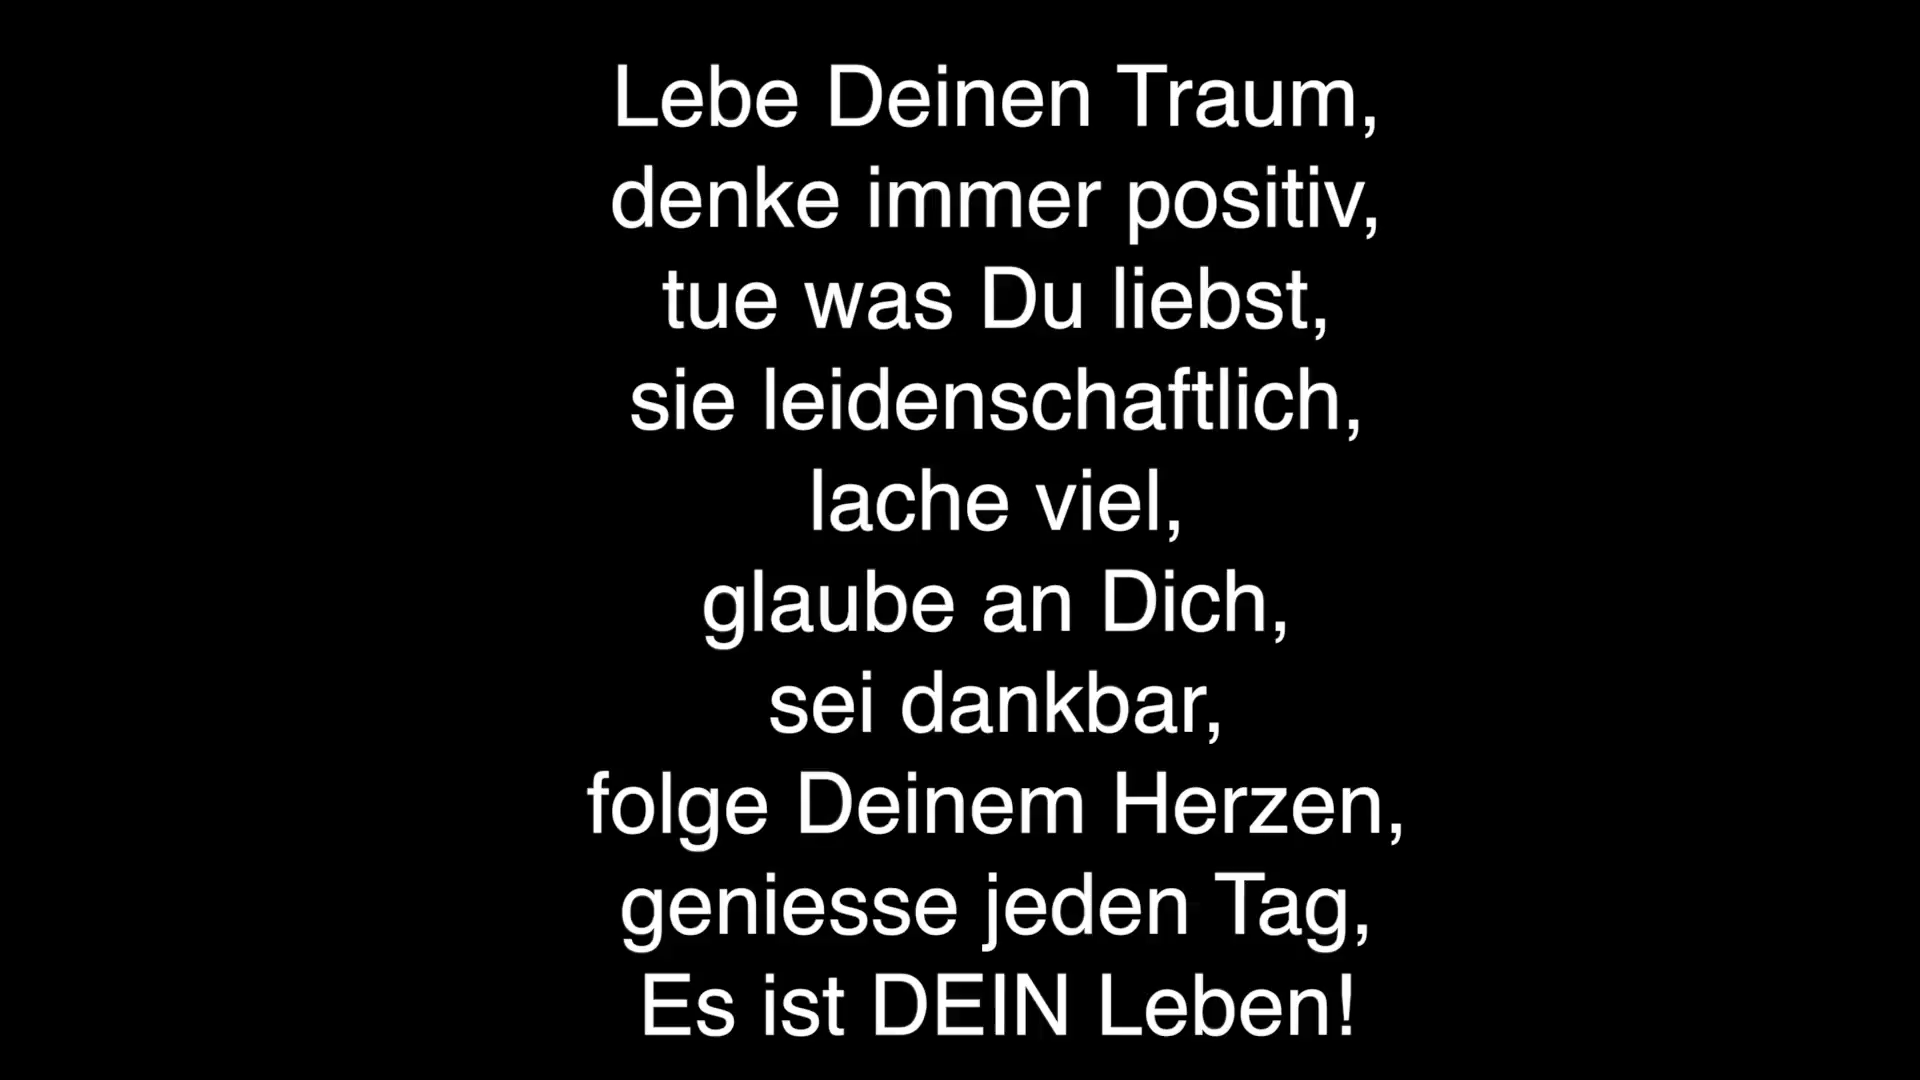 Lebe Deinen Traum,
denke immer positiv,
tue was Du liebst,
sie leidenschaftlich,
lache viel,
glaube an Dich,
sei dankbar,
folge Deinem Herzen,
geniesse jeden Tag,
Es ist DEIN Leben!